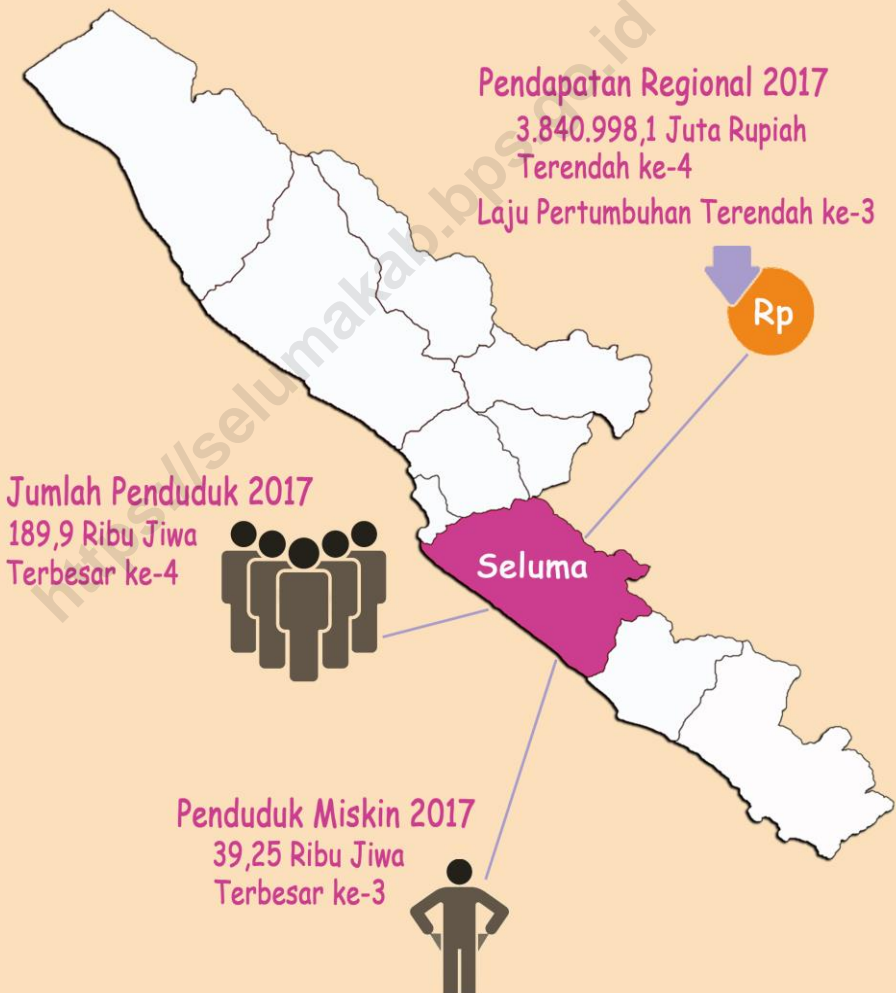 Pendapatan Regional 2017
3.840.998,1 Juta Rupiah
Terendah ke-4
Laju Pertumbuhan Terendah ke-3
Rp
Jumlah Penduduk 2017
189,9 Ribu Jiwa
Terbesar ke-4
Seluma
Penduduk Miskin 2017
39,25 Ribu Jiwa
Terbesar ke-3
https://selumakab.bps.go.id